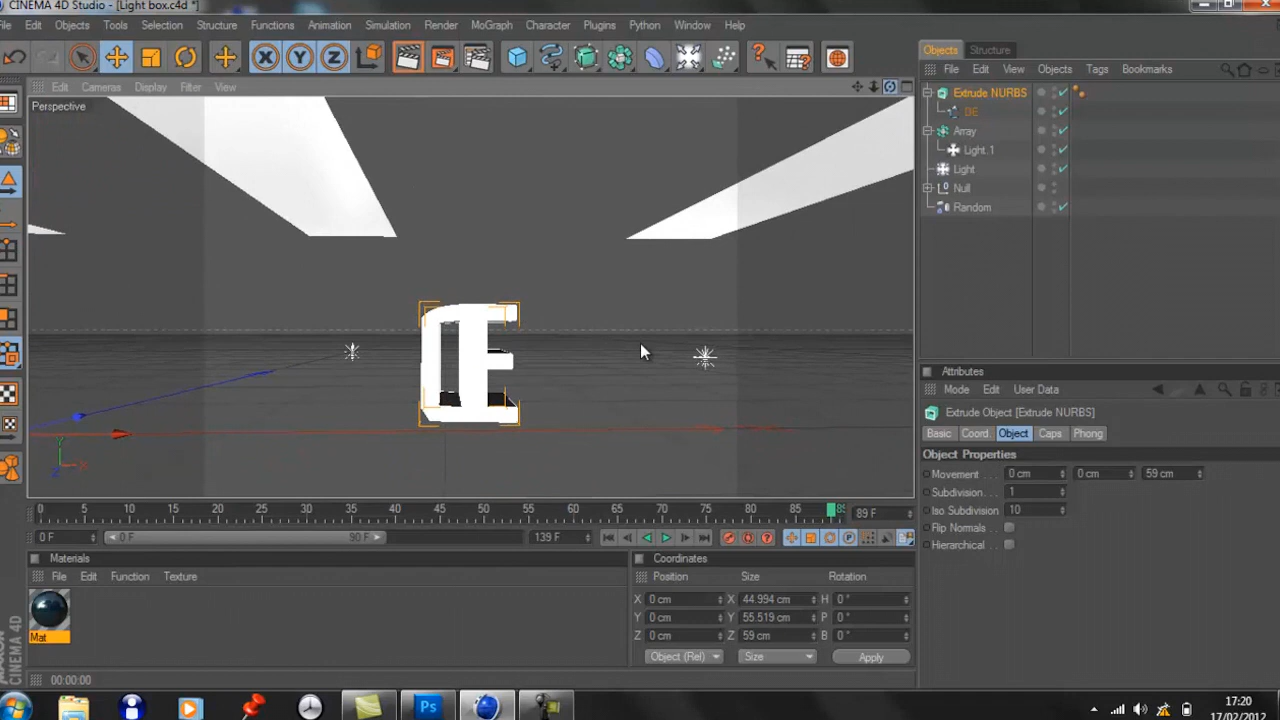 CINEMA 4D Studio - [Light box.c4d *]
File Edit Objects Tools Selection Structure Functions Animation Simulation Render MoGraph Character Plugins Python Window Help
X Y Z
Objects Structure
Edit Cameras Display Filter View
File Edit View Objects Tags Bookmarks
Perspective
Extrude NURBS
Œ
Array
Light.1
Light
Null
Random
Œ
Attributes
Mode Edit User Data
Extrude Object [Extrude NURBS]
Basic Coord. Object Caps Phong
Object Properties
Movement . . . 0 cm 0 cm 59 cm
Subdivision. . 1
Iso Subdivision 10
Flip Normals
Hierarchical
Y X Z
0 5 10 15 20 25 30 35 40 45 50 55 60 65 70 75 80 85 89 F
0 F 0 F 90 F 139 F
Materials
File Edit Function Texture
Mat
Coordinates
Position Size Rotation
X 0 cm X 44.994 cm H 0 °
Y 0 cm Y 55.519 cm P 0 °
Z 0 cm Z 59 cm B 0 °
Object (Rel) Size Apply
MAXON CINEMA 4D
00:00:00
Ps
17:20
17/02/2012